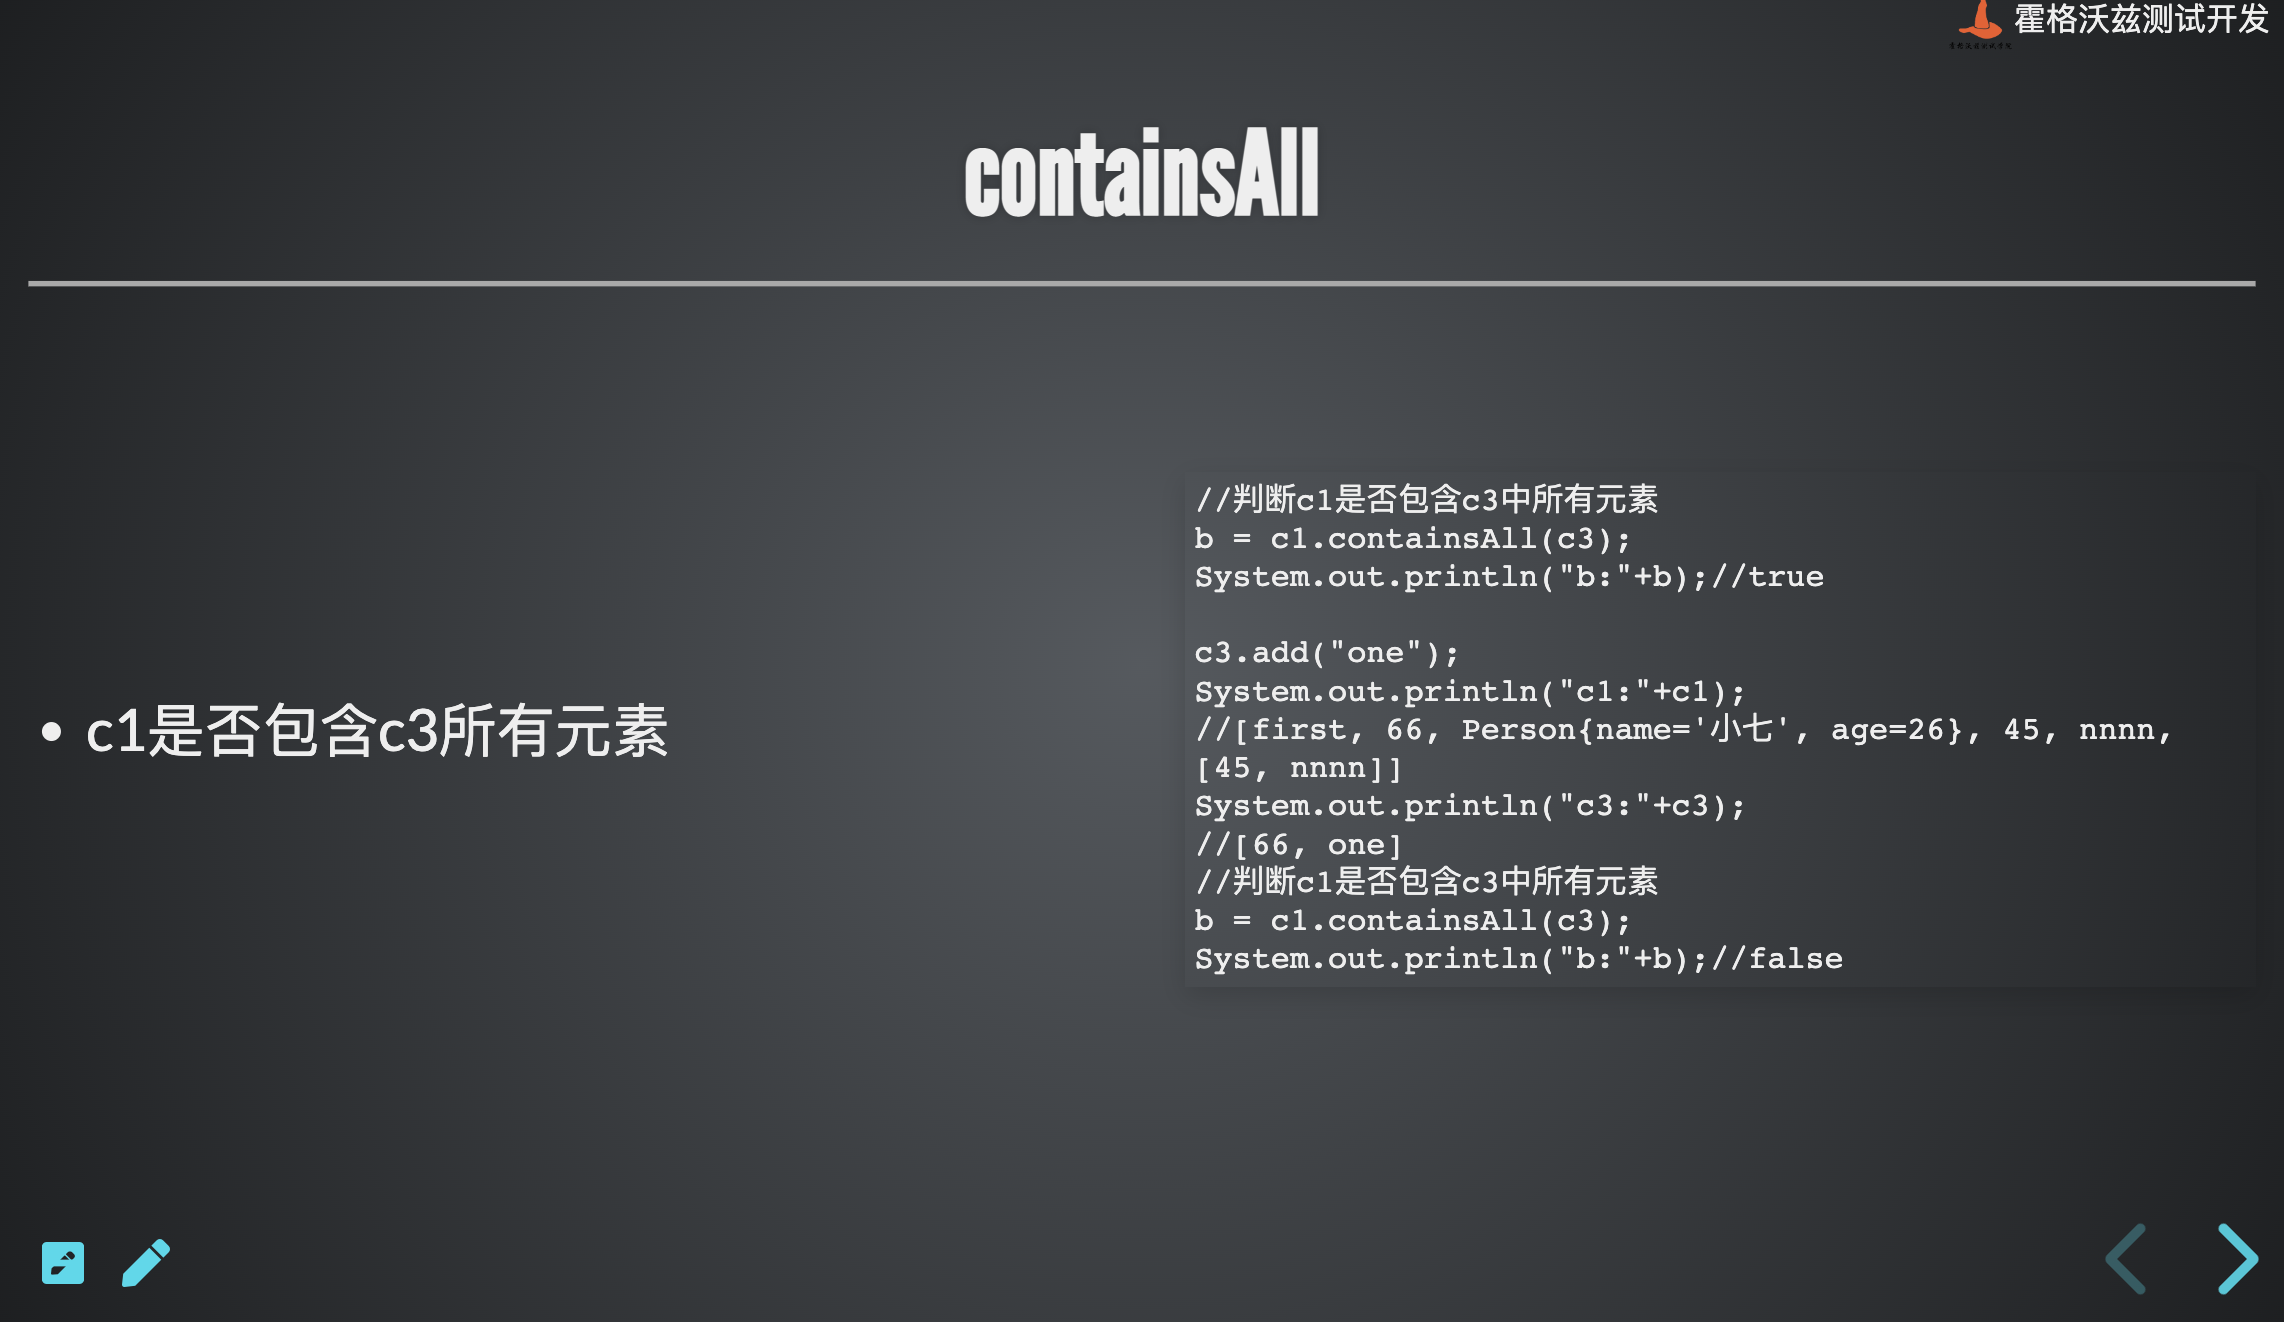 霍格沃兹测试开发
containsAll
• c1是否包含c3所有元素
//判断c1是否包含c3中所有元素
b = c1.containsAll(c3);
System.out.println("b:"+b);//true
c3.add("one");
System.out.println("c1:"+c1);
//[first, 66, Person{name='小七', age=26}, 45, nnnn,
[45, nnnn]]
System.out.println("c3:"+c3);
//[66, one]
//判断c1是否包含c3中所有元素
b = c1.containsAll(c3);
System.out.println("b:"+b);//false